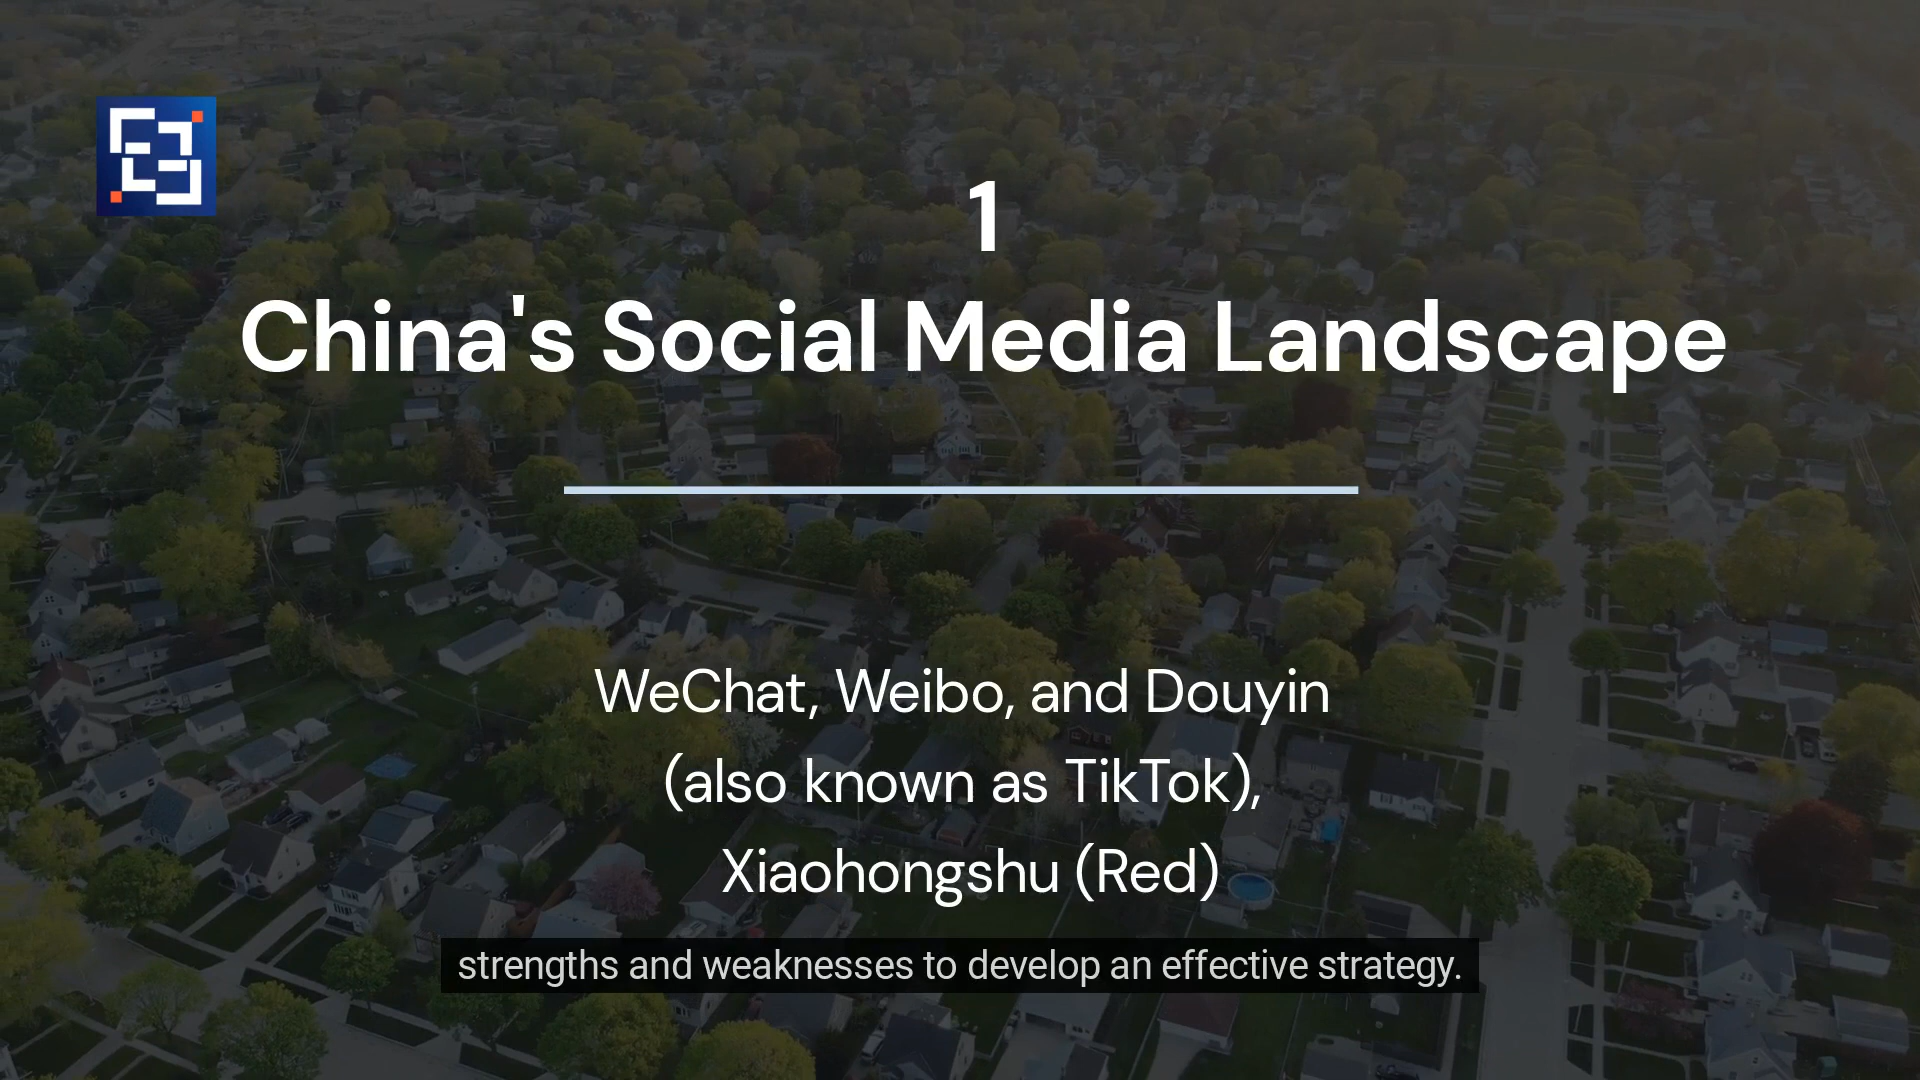 1
China's Social Media Landscape
WeChat, Weibo, and Douyin
(also known as TikTok),
Xiaohongshu (Red)
strengths and weaknesses to develop an effective strategy.